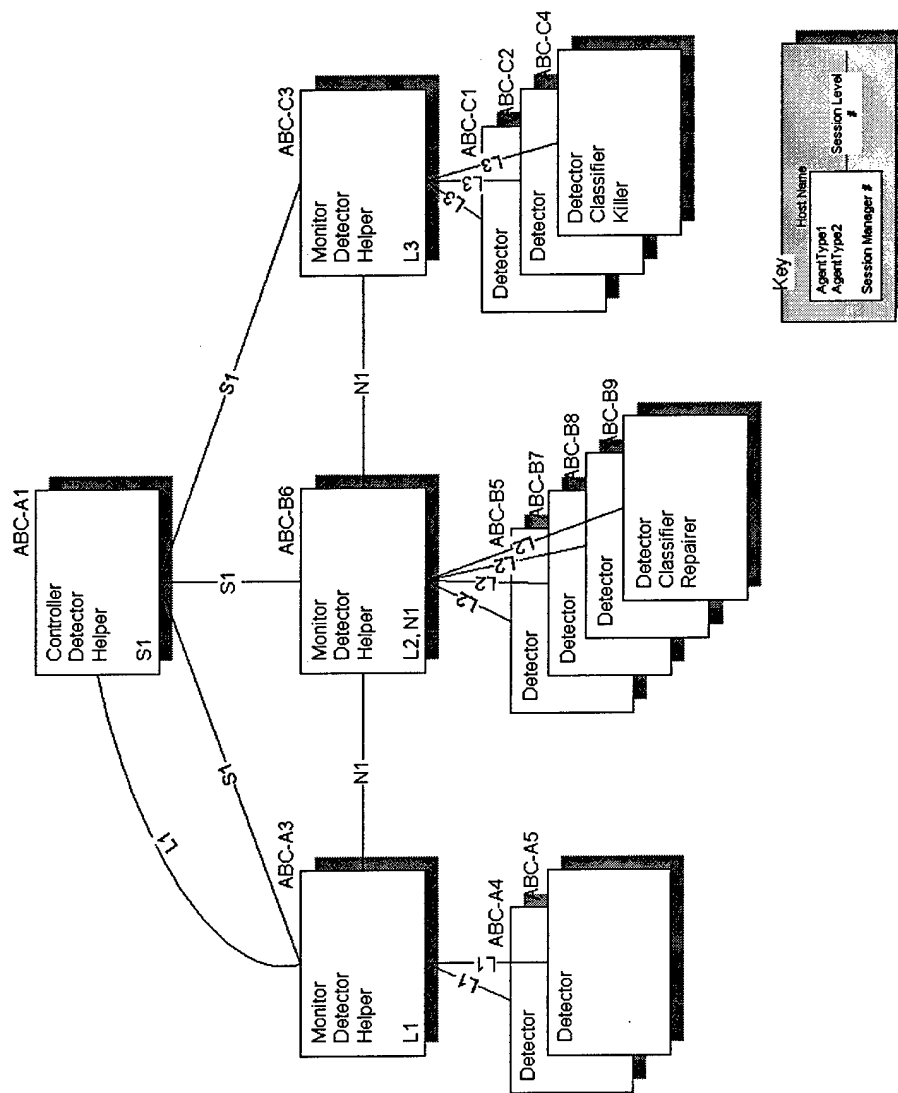 ABC-A1
Controller
Detector
Helper
S1
L1
S1
S1
S1
ABC-A3
Monitor
Detector
Helper
L1
N1
ABC-B6
Monitor
Detector
Helper
L2, N1
N1
ABC-C3
Monitor
Detector
Helper
L3
L1
L1
ABC-A4
Detector
ABC-A5
Detector
L2
L2
L2
L2
ABC-B5
Detector
ABC-B7
Detector
ABC-B8
Detector
ABC-B9
Detector
Classifier
Repairer
L3
L3
L3
ABC-C1
Detector
ABC-C2
Detector
ABC-C4
Detector
Classifier
Killer
Key
Host Name
AgentType1
AgentType2
Session Manager #
Session Level
#